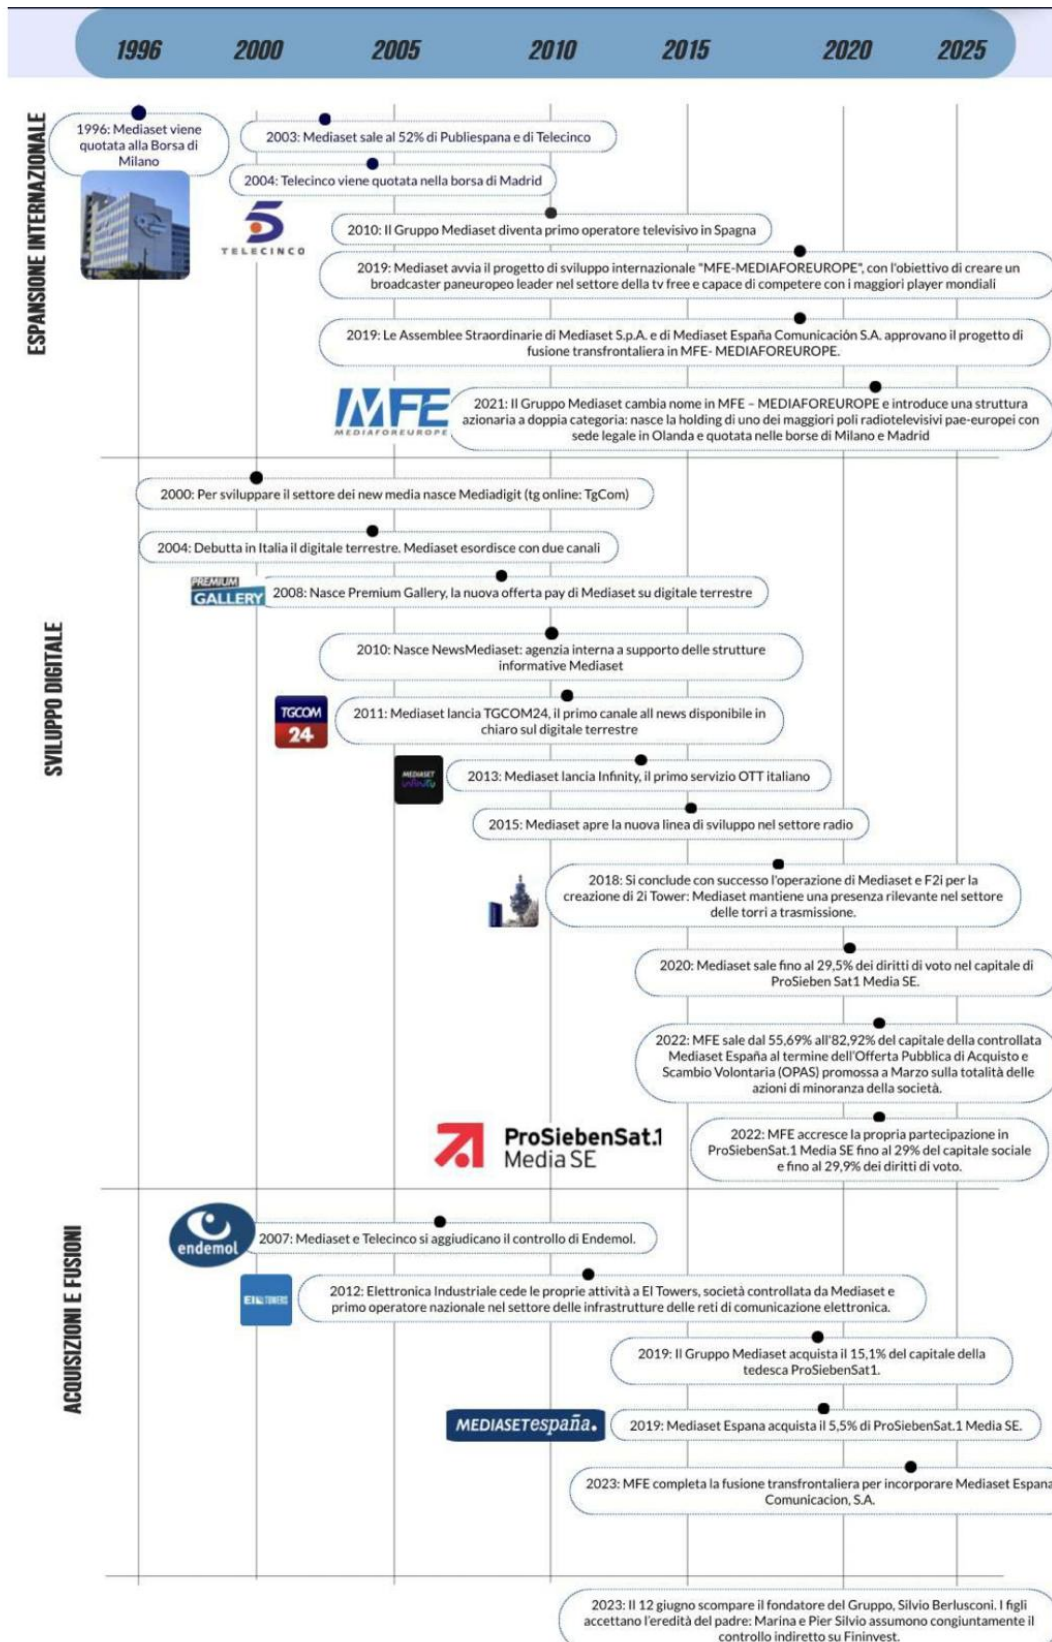 1996 2000 2005 2010 2015 2020 2025
ESPANSIONE INTERNAZIONALE
1996: Mediaset viene
quotata alla Borsa di
Milano
2003: Mediaset sale al 52% di Publiespana e di Telecinco
2004: Telecinco viene quotata nella borsa di Madrid
5
TELECINCO
2010: Il Gruppo Mediaset diventa primo operatore televisivo in Spagna
2019: Mediaset avvia il progetto di sviluppo internazionale "MFE-MEDIAFOREUROPE", con l'obiettivo di creare un
broadcaster paneuropeo leader nel settore della tv free e capace di competere con i maggiori player mondiali
2019: Le Assemblee Straordinarie di Mediaset S.p.A. e di Mediaset España Comunicación S.A. approvano il progetto di
fusione transfrontaliera in MFE- MEDIAFOREUROPE.
MFE
MEDIAFOREUROPE
2021: Il Gruppo Mediaset cambia nome in MFE – MEDIAFOREUROPE e introduce una struttura
azionaria a doppia categoria: nasce la holding di uno dei maggiori poli radiotelevisivi pae-europei con
sede legale in Olanda e quotata nelle borse di Milano e Madrid
SVILUPPO DIGITALE
2000: Per sviluppare il settore dei new media nasce Mediadigit (tg online: TgCom)
2004: Debutta in Italia il digitale terrestre. Mediaset esordisce con due canali
PREMIUM
GALLERY
2008: Nasce Premium Gallery, la nuova offerta pay di Mediaset su digitale terrestre
2010: Nasce NewsMediaset: agenzia interna a supporto delle strutture
informative Mediaset
TGCOM
24
2011: Mediaset lancia TGCOM24, il primo canale all news disponibile in
chiaro sul digitale terrestre
MEDIASET
infinity
2013: Mediaset lancia Infinity, il primo servizio OTT italiano
2015: Mediaset apre la nuova linea di sviluppo nel settore radio
2018: Si conclude con successo l'operazione di Mediaset e F2i per la
creazione di 2i Tower: Mediaset mantiene una presenza rilevante nel settore
delle torri a trasmissione.
2020: Mediaset sale fino al 29,5% dei diritti di voto nel capitale di
ProSieben Sat1 Media SE.
2022: MFE sale dal 55,69% all'82,92% del capitale della controllata
Mediaset España al termine dell'Offerta Pubblica di Acquisto e
Scambio Volontaria (OPAS) promossa a Marzo sulla totalità delle
azioni di minoranza della società.
ProSiebenSat.1
Media SE
2022: MFE accresce la propria partecipazione in
ProSiebenSat.1 Media SE fino al 29% del capitale sociale
e fino al 29,9% dei diritti di voto.
ACQUISIZIONI E FUSIONI
endemol
2007: Mediaset e Telecinco si aggiudicano il controllo di Endemol.
EI TOWERS
2012: Elettronica Industriale cede le proprie attività a EI Towers, società controllata da Mediaset e
primo operatore nazionale nel settore delle infrastrutture delle reti di comunicazione elettronica.
2019: Il Gruppo Mediaset acquista il 15,1% del capitale della
tedesca ProSiebenSat1.
MEDIASETespaña.
2019: Mediaset Espana acquista il 5,5% di ProSiebenSat.1 Media SE.
2023: MFE completa la fusione transfrontaliera per incorporare Mediaset Espana
Comunicacion, S.A.
2023: Il 12 giugno scompare il fondatore del Gruppo, Silvio Berlusconi. I figli
accettano l'eredità del padre: Marina e Pier Silvio assumono congiuntamente il
controllo indiretto su Fininvest.